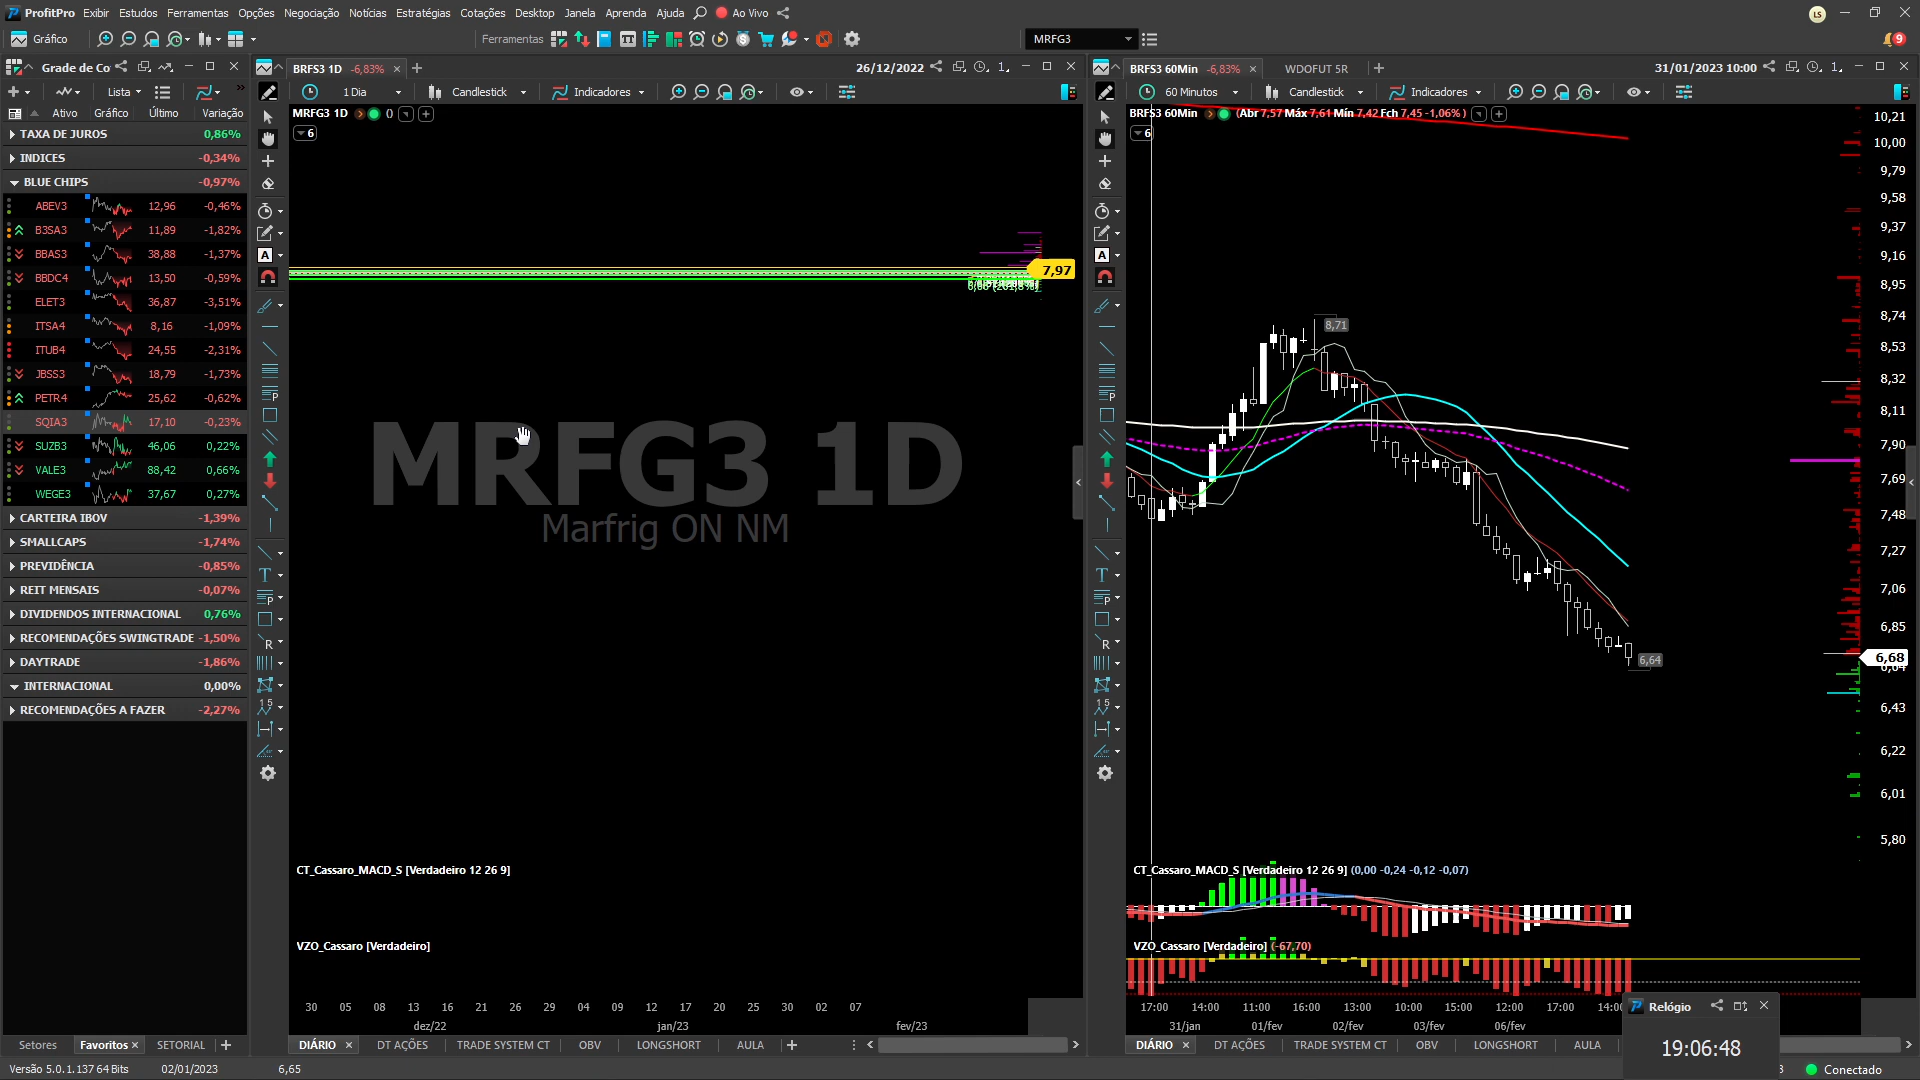 ProfitPro Exibir Estudos Ferramentas Opções Negociação Notícias Estratégias Cotações Desktop Janela Aprenda Ajuda Ao Vivo LS
Gráfico Ferramentas MRFG3 9
Grade de Co BRFS3 1D -6,83% 26/12/2022 1 BRFS3 60Min -6,83% WDOFUT 5R 31/01/2023 10:00 1
Lista 1 Dia Candlestick Indicadores 60 Minutos Candlestick Indicadores
Ativo Gráfico Último Variação
MRFG3 1D 0
6
BRFS3 60Min (Abr 7,57 Máx 7,61 Mín 7,42 Fch 7,45 -1,06% )
6
TAXA DE JUROS 0,86%
INDICES -0,34%
BLUE CHIPS -0,97%
ABEV3 12,96 -0,46%
B3SA3 11,89 -1,82%
BBAS3 38,88 -1,37%
BBDC4 13,50 -0,59%
ELET3 36,87 -3,51%
ITSA4 8,16 -1,09%
ITUB4 24,55 -2,31%
JBSS3 18,79 -1,73%
PETR4 25,62 -0,62%
SQIA3 17,10 -0,23%
SUZB3 46,06 0,22%
VALE3 88,42 0,66%
WEGE3 37,67 0,27%
CARTEIRA IBOV -1,39%
SMALLCAPS -1,74%
PREVIDÊNCIA -0,85%
REIT MENSAIS -0,07%
DIVIDENDOS INTERNACIONAL 0,76%
RECOMENDAÇÕES SWINGTRADE -1,50%
DAYTRADE -1,86%
INTERNACIONAL 0,00%
RECOMENDAÇÕES A FAZER -2,27%
7,97
MRFG3 1D
Marfrig ON NM
CT_Cassaro_MACD_S [Verdadeiro 12 26 9]
VZO_Cassaro [Verdadeiro]
30 05 08 13 16 21 26 29 04 09 12 17 20 25 30 02 07
dez/22 jan/23 fev/23
10,21
10,00
9,79
9,58
9,37
9,16
8,95
8,74
8,53
8,32
8,11
7,90
7,69
7,48
7,27
7,06
6,85
6,68
6,43
6,22
6,01
5,80
8,71
6,64
CT_Cassaro_MACD_S [Verdadeiro 12 26 9] (0,00 -0,24 -0,12 -0,07)
VZO_Cassaro [Verdadeiro] (-67,70)
17:00 14:00 11:00 16:00 13:00 10:00 15:00 12:00 17:00 14:00
31/jan 01/fev 02/fev 03/fev 06/fev
Relógio
19:06:48
Setores Favoritos SETORIAL
DIÁRIO DT AÇÕES TRADE SYSTEM CT OBV LONGSHORT AULA
DIÁRIO DT AÇÕES TRADE SYSTEM CT OBV LONGSHORT AULA
Versão 5.0.1.137 64 Bits 02/01/2023 6,65 Conectado